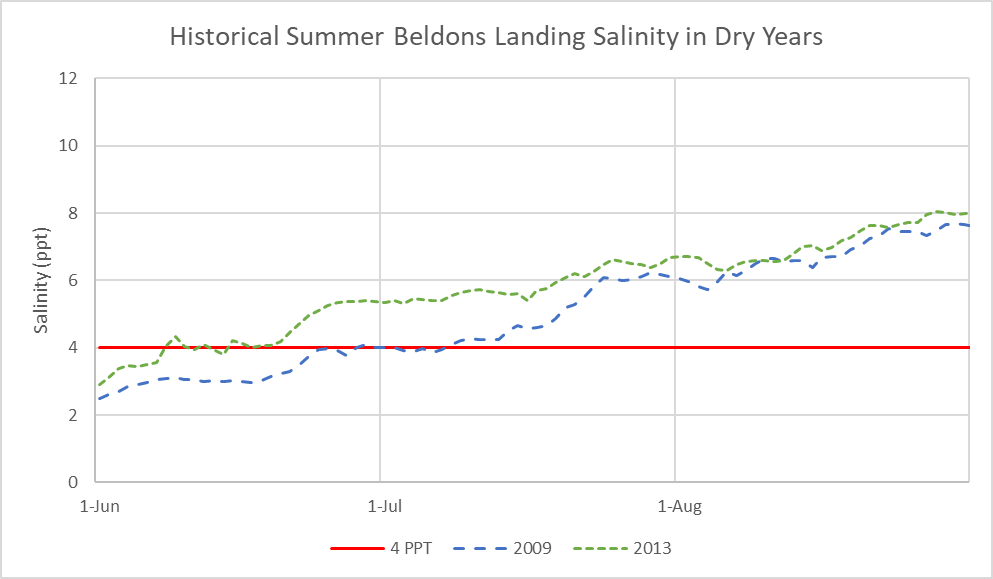 Historical Summer Beldons Landing Salinity in Dry Years
12
10
8
6
4
2
0
Salinity (ppt)
1-Jun
1-Jul
1-Aug
4 PPT
2009
2013